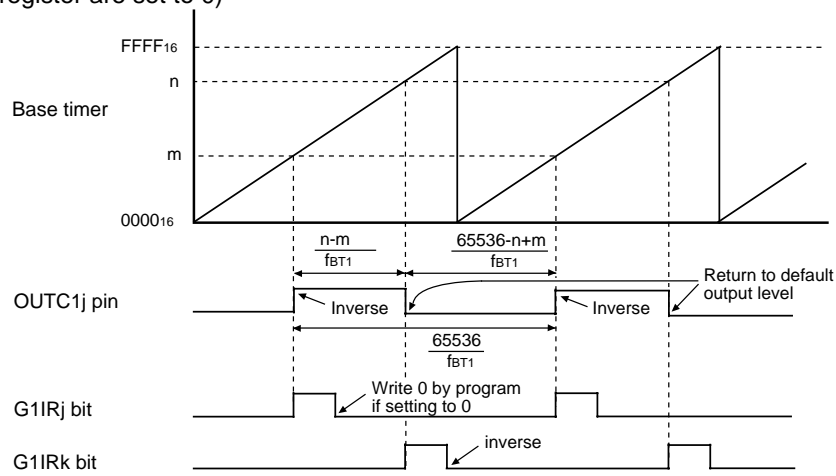 register are set to 0)
FFFF16
n
Base timer
m
000016
n-m
fBT1
65536-n+m
fBT1
Return to default
output level
OUTC1j pin
Inverse
Inverse
65536
fBT1
Write 0 by program
if setting to 0
G1IRj bit
inverse
G1IRk bit